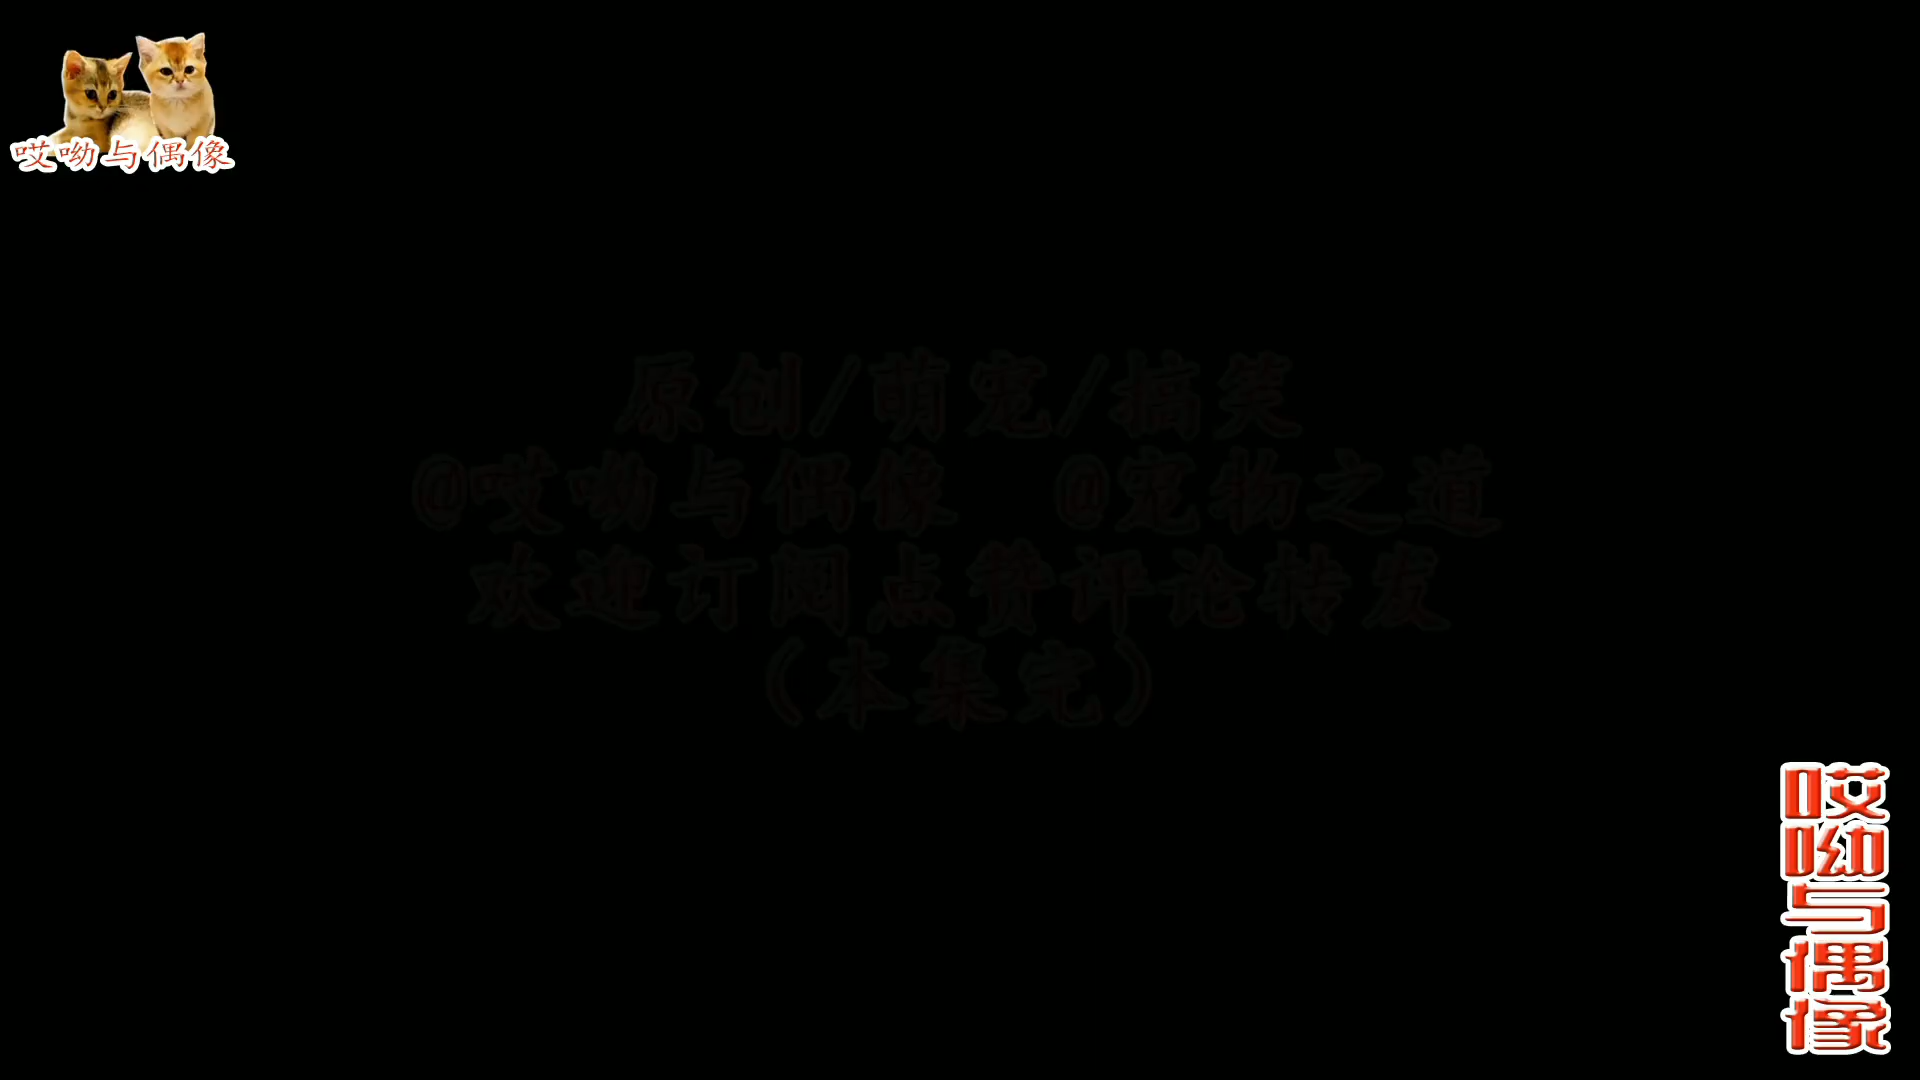 哎呦与偶像
原创/萌宠/搞笑
@哎呦与偶像 @宠物之道
欢迎订阅点赞评论转发
（本集完）
哎呦与偶像